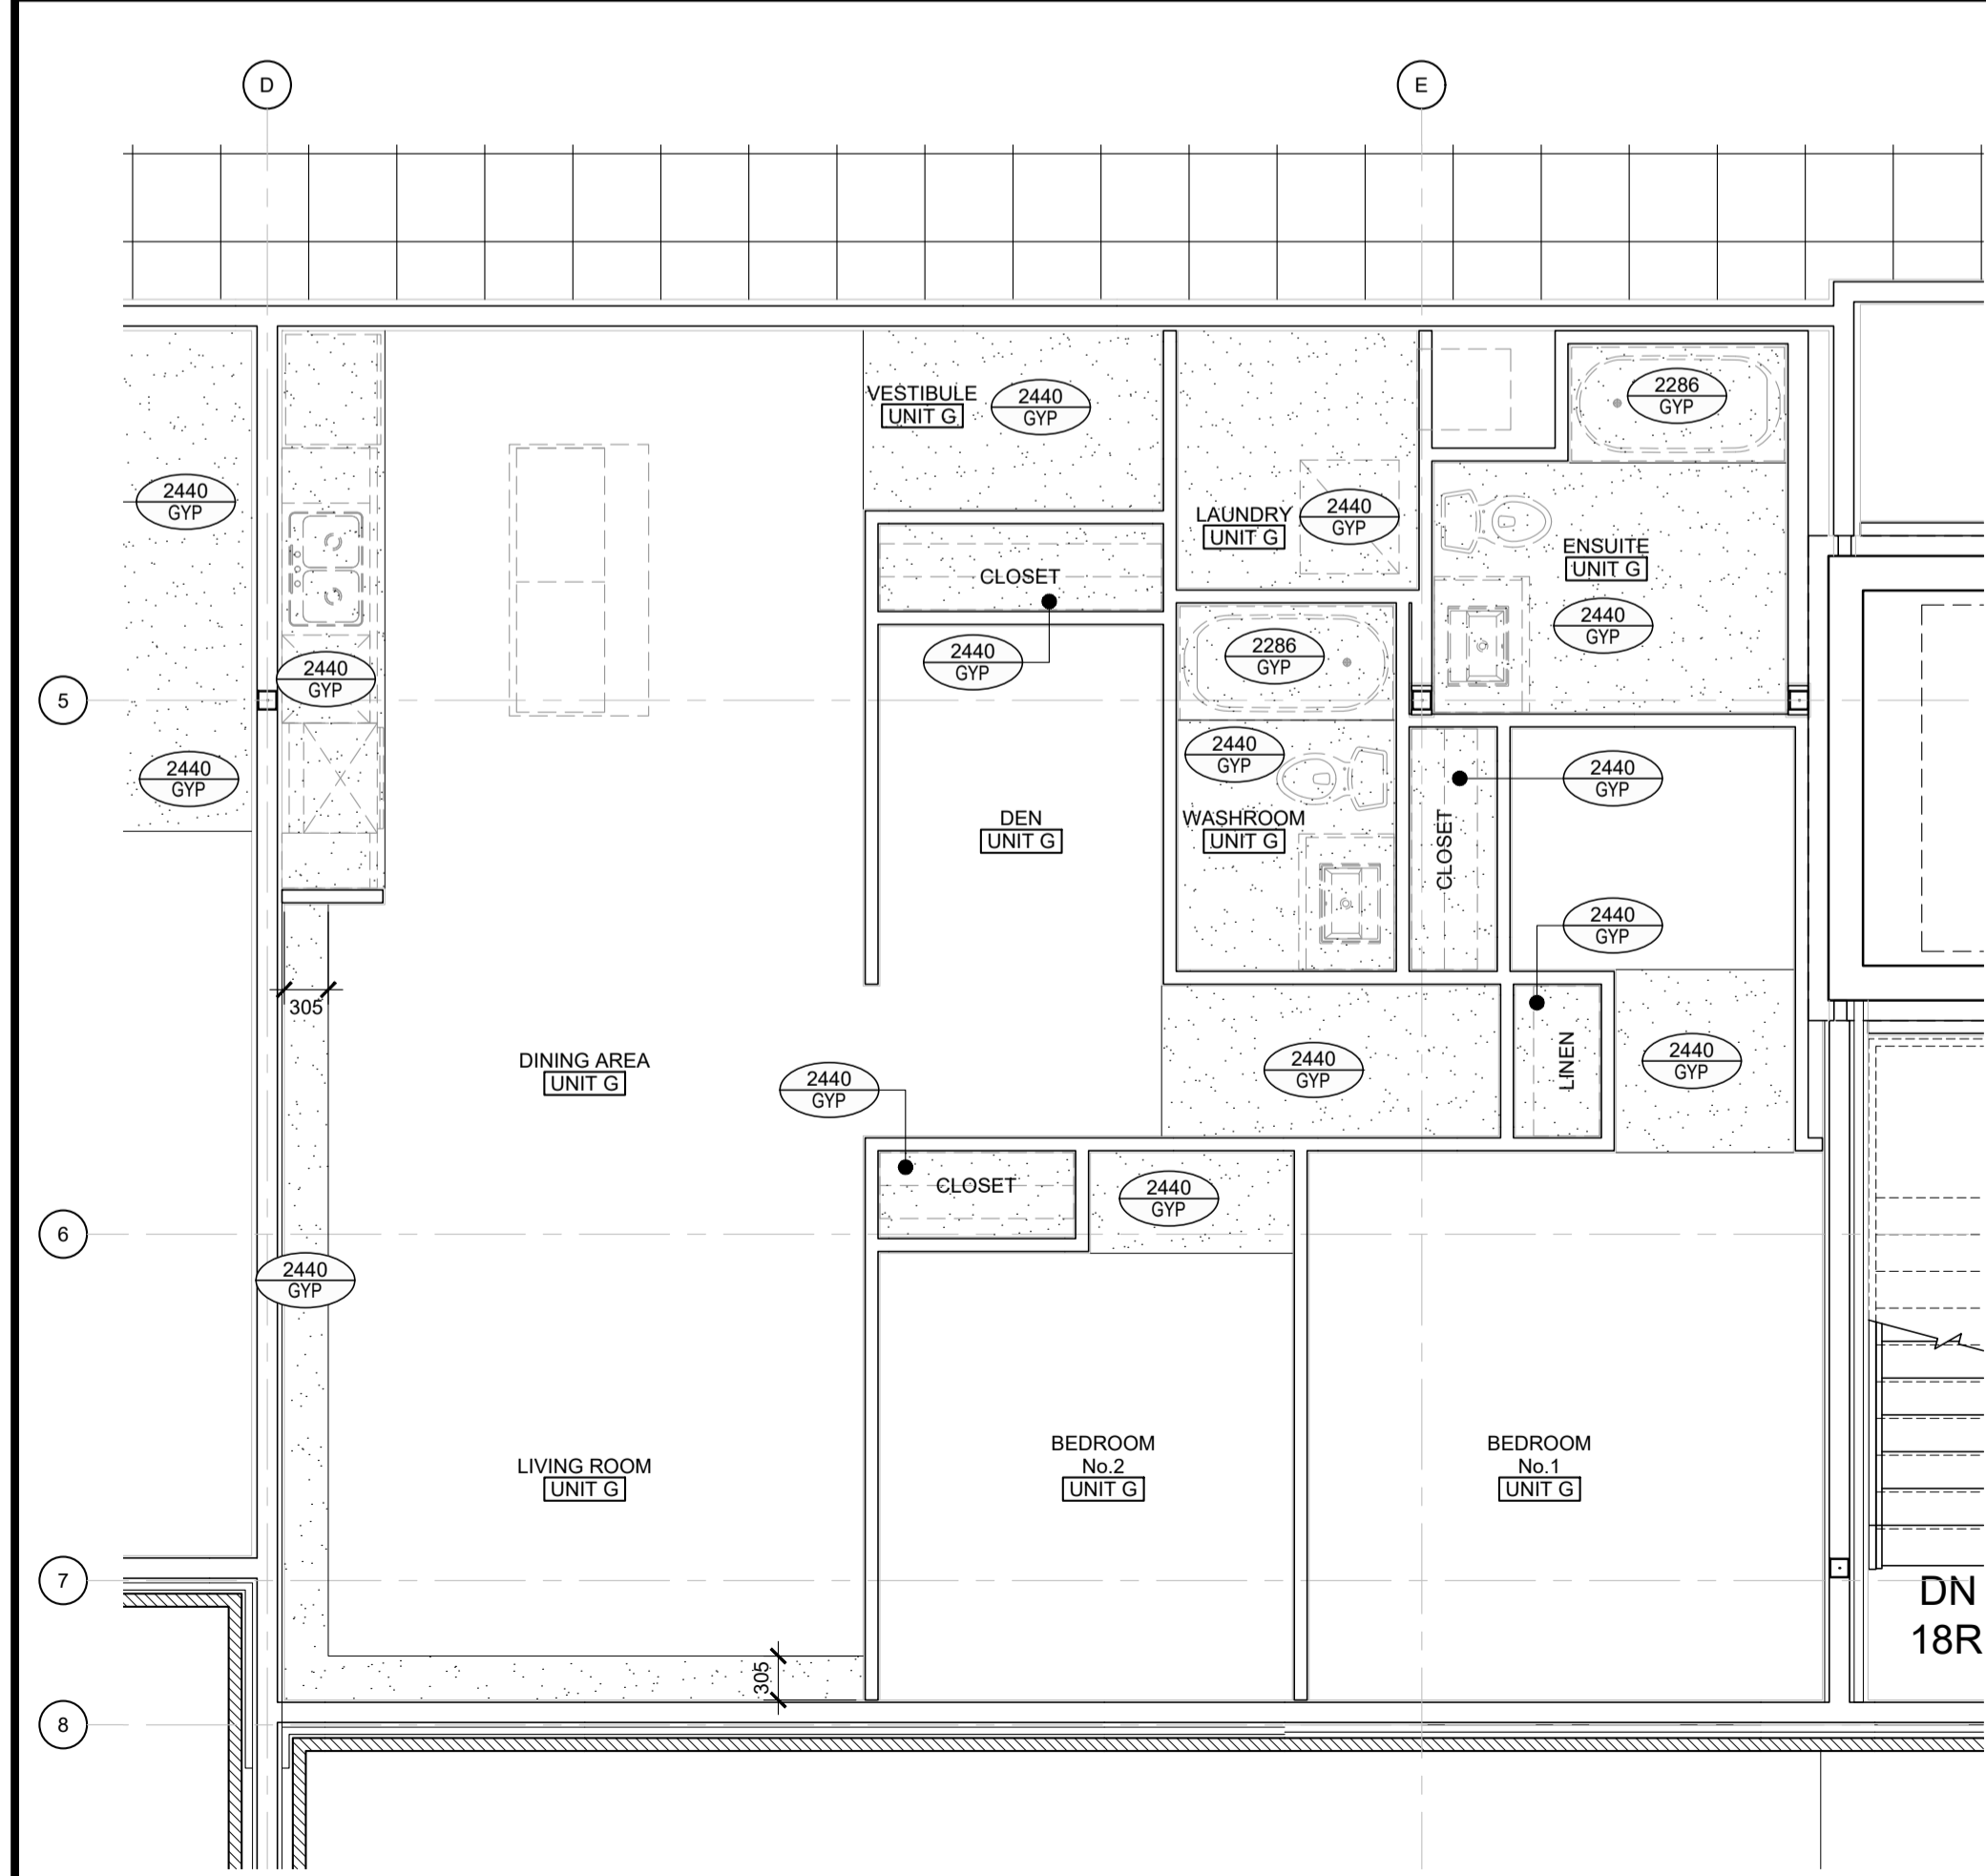 D
E
VESTIBULE
UNIT G
2440
GYP
2286
GYP
2440
GYP
LAUNDRY
UNIT G
2440
GYP
ENSUITE
UNIT G
CLOSET
2440
GYP
2440
GYP
2440
GYP
2286
GYP
5
2440
GYP
2440
GYP
2440
GYP
DEN
UNIT G
WASHROOM
UNIT G
CLOSET
2440
GYP
305
DINING AREA
UNIT G
2440
GYP
2440
GYP
LINEN
2440
GYP
CLOSET
2440
GYP
6
2440
GYP
LIVING ROOM
UNIT G
BEDROOM
No.2
UNIT G
BEDROOM
No.1
UNIT G
7
DN
18R
305
8